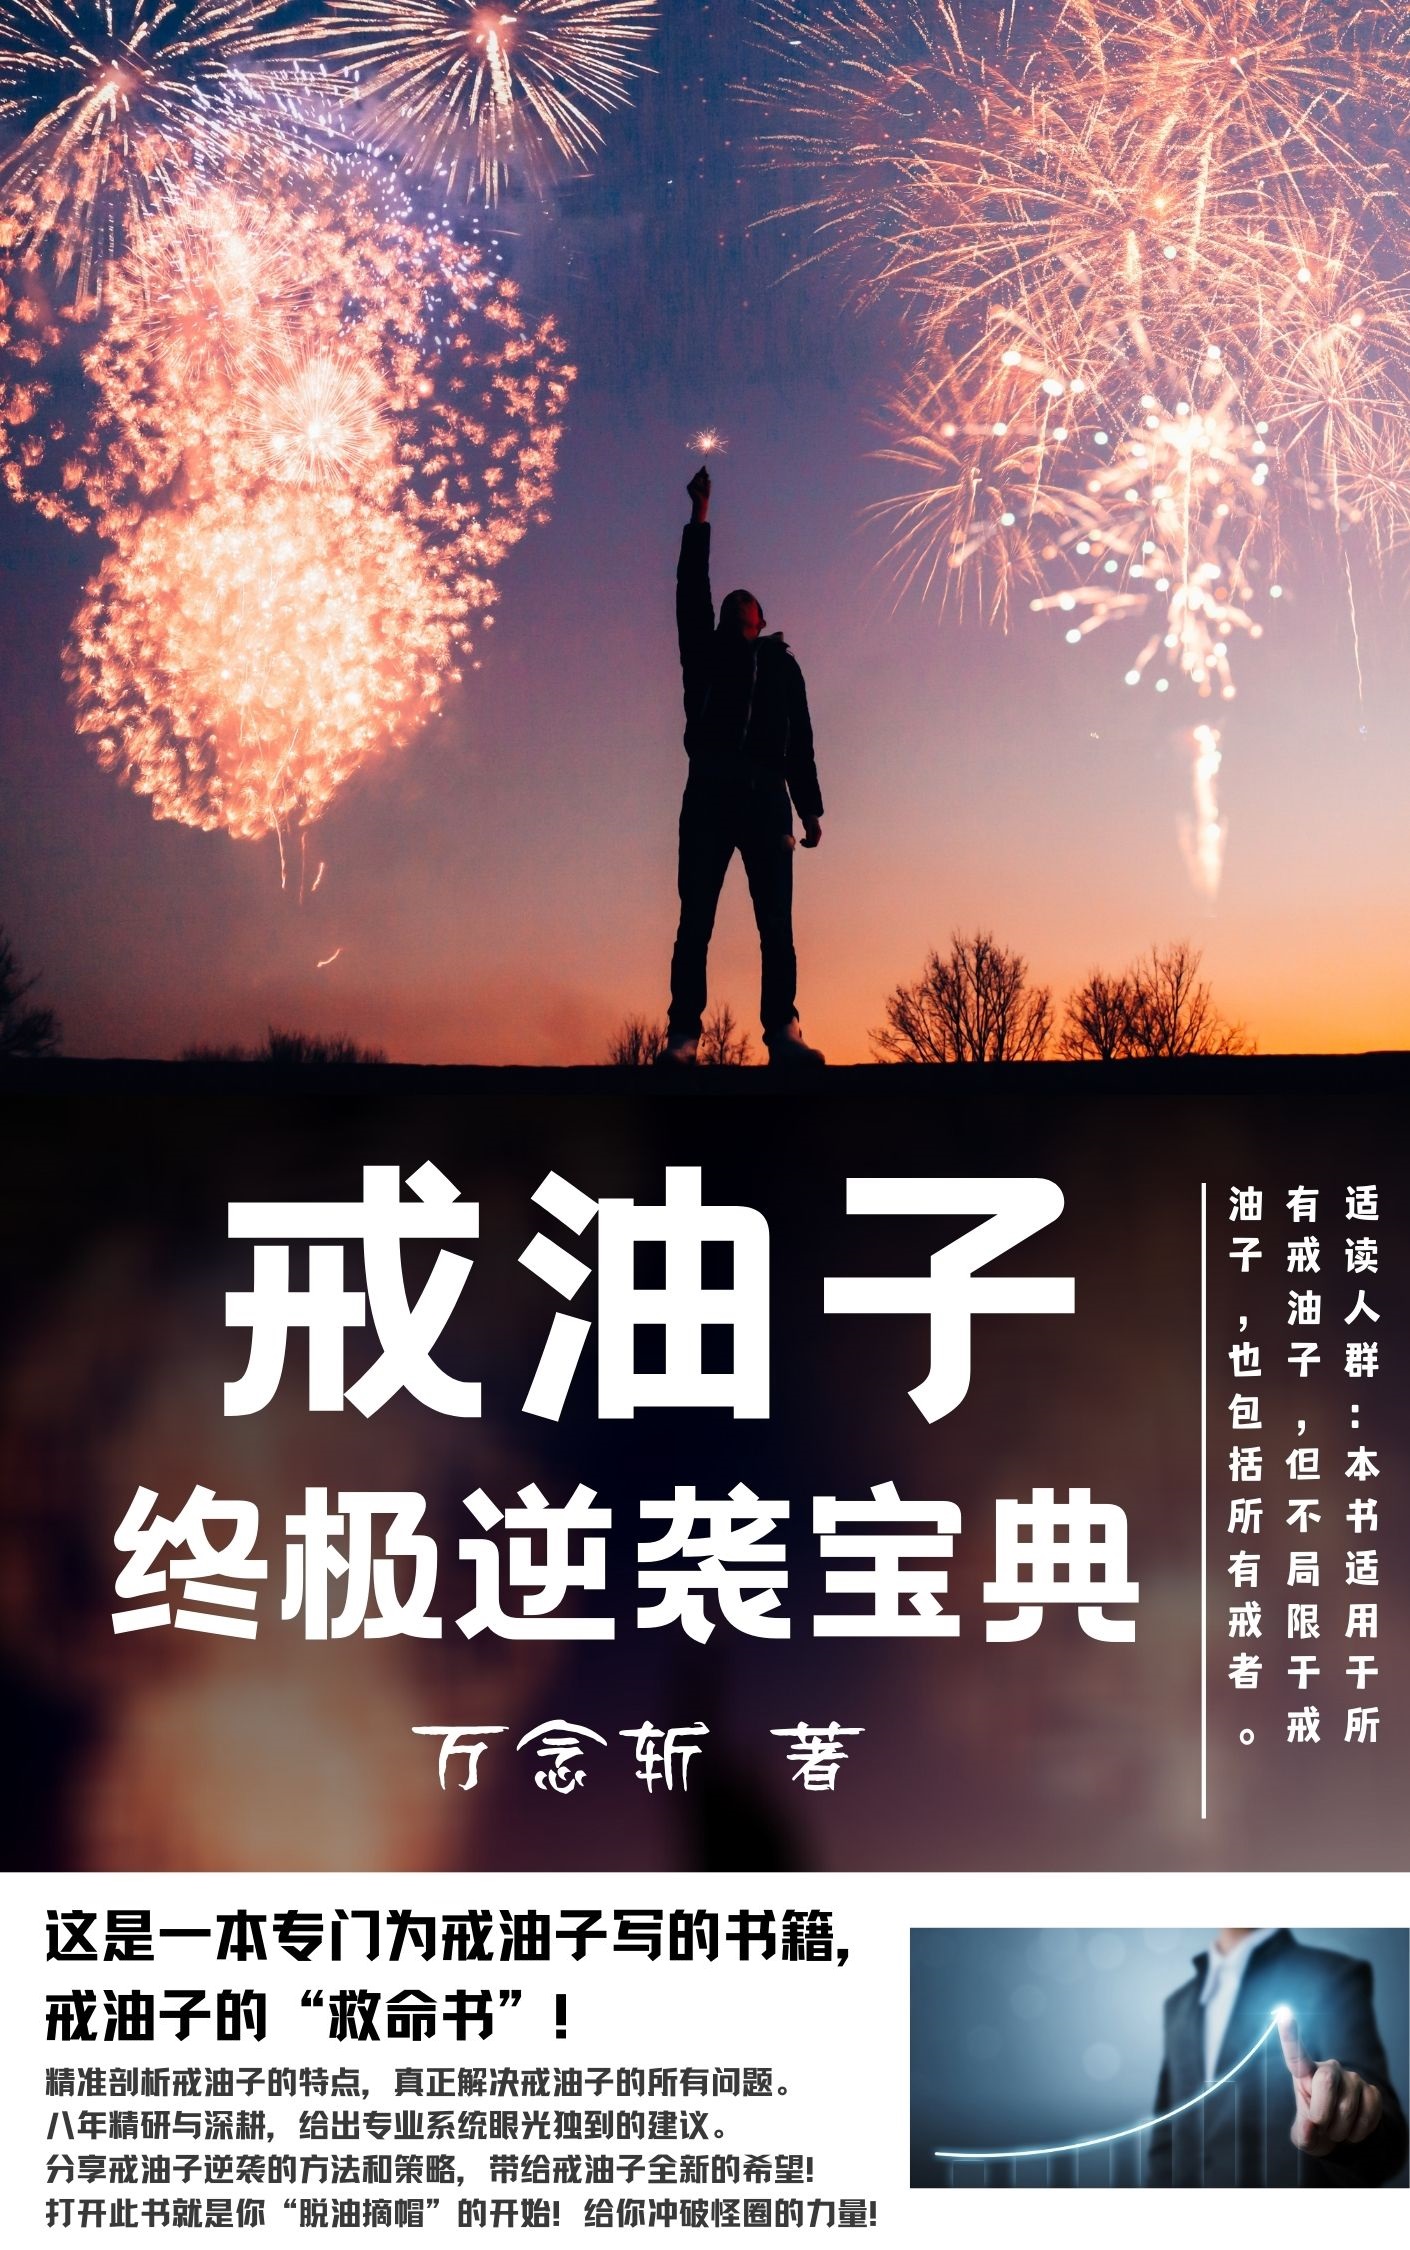 戒油子
终极逆袭宝典
万念斩 著
适读人群：本书适用于所
有戒油子，但不局限于戒
油子，也包括所有戒者。
这是一本专门为戒油子写的书籍，
戒油子的“救命书”！
精准剖析戒油子的特点，真正解决戒油子的所有问题。
八年精研与深耕，给出专业系统眼光独到的建议。
分享戒油子逆袭的方法和策略，带给戒油子全新的希望！
打开此书就是你“脱油摘帽”的开始！给你冲破怪圈的力量！